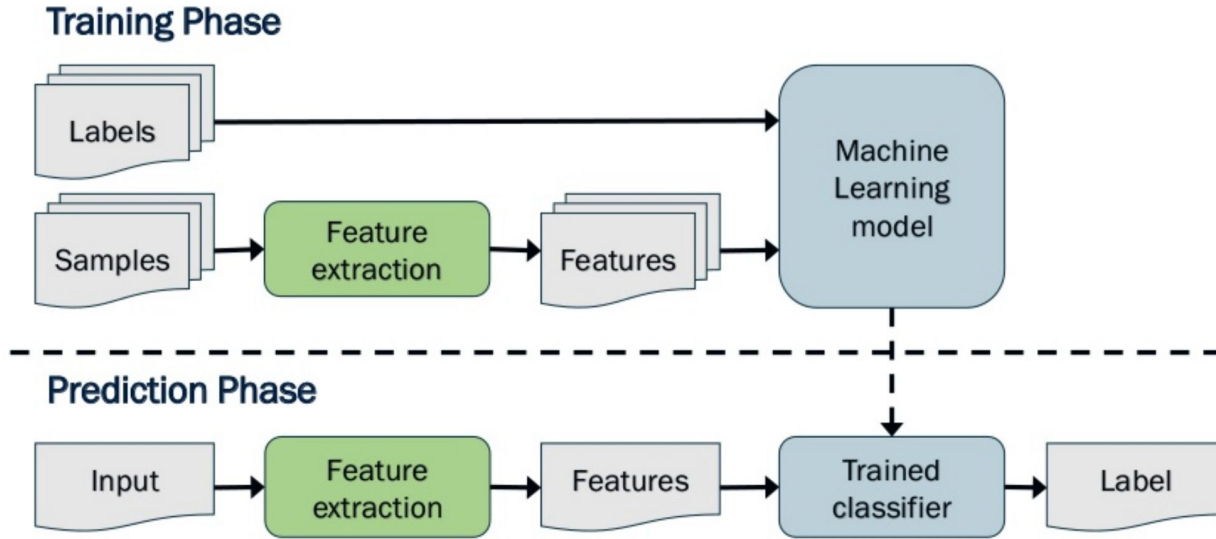 Training Phase
Labels
Machine
Learning
model
Samples
Feature
extraction
Features
Prediction Phase
Input
Feature
extraction
Features
Trained
classifier
Label